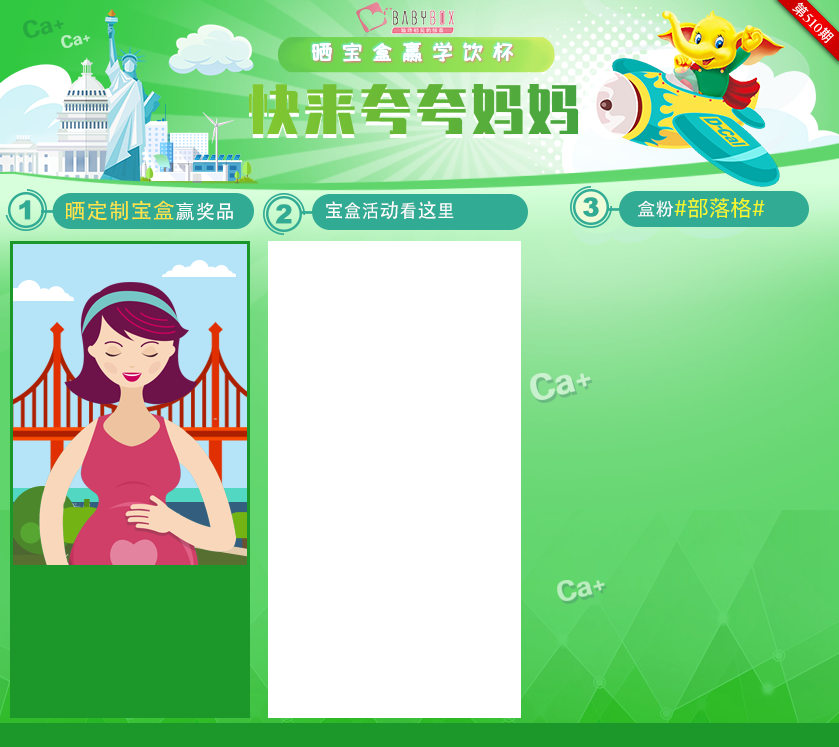 Ca+
Ca+
BABYBOX
第510期
晒宝盒赢学饮杯
快来夸夸妈妈
D-Cal
1 晒定制宝盒赢奖品
2 宝盒活动看这里
3 盒粉#部落格#
Ca+
Ca+